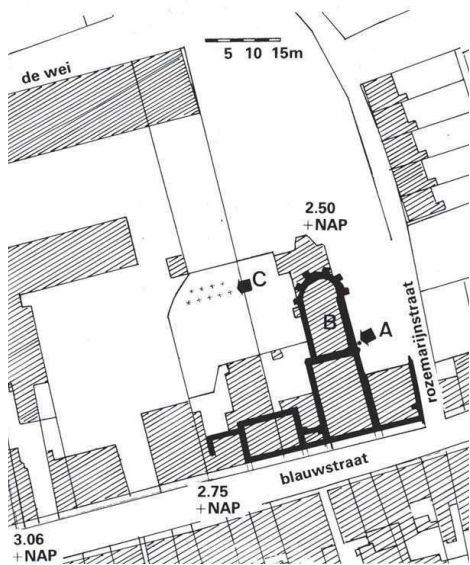 de wei
5 10 15m
2.50
+NAP
C
B
A
rozemarijnstraat
blauwstraat
2.75
+NAP
3.06
+NAP